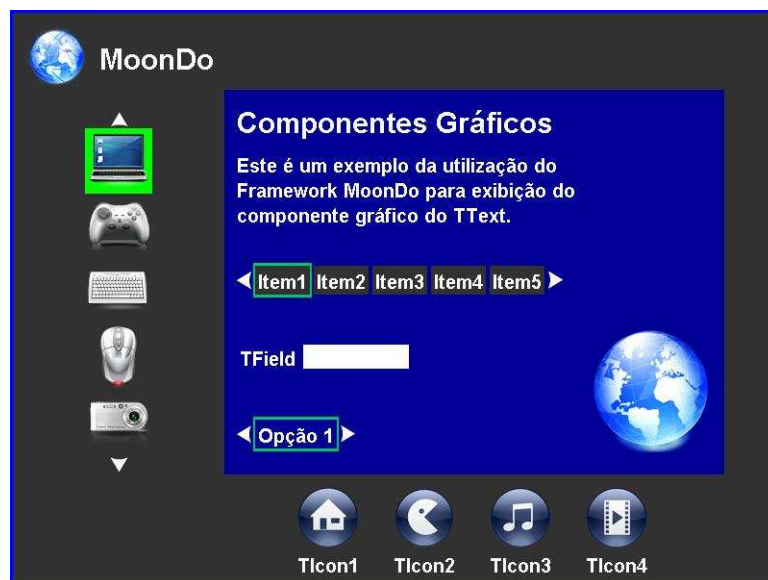 MoonDo
Componentes Gráficos
Este é um exemplo da utilização do
Framework MoonDo para exibição do
componente gráfico do TText.
Item1 Item2 Item3 Item4 Item5
TField
Opção 1
TIcon1 TIcon2 TIcon3 TIcon4